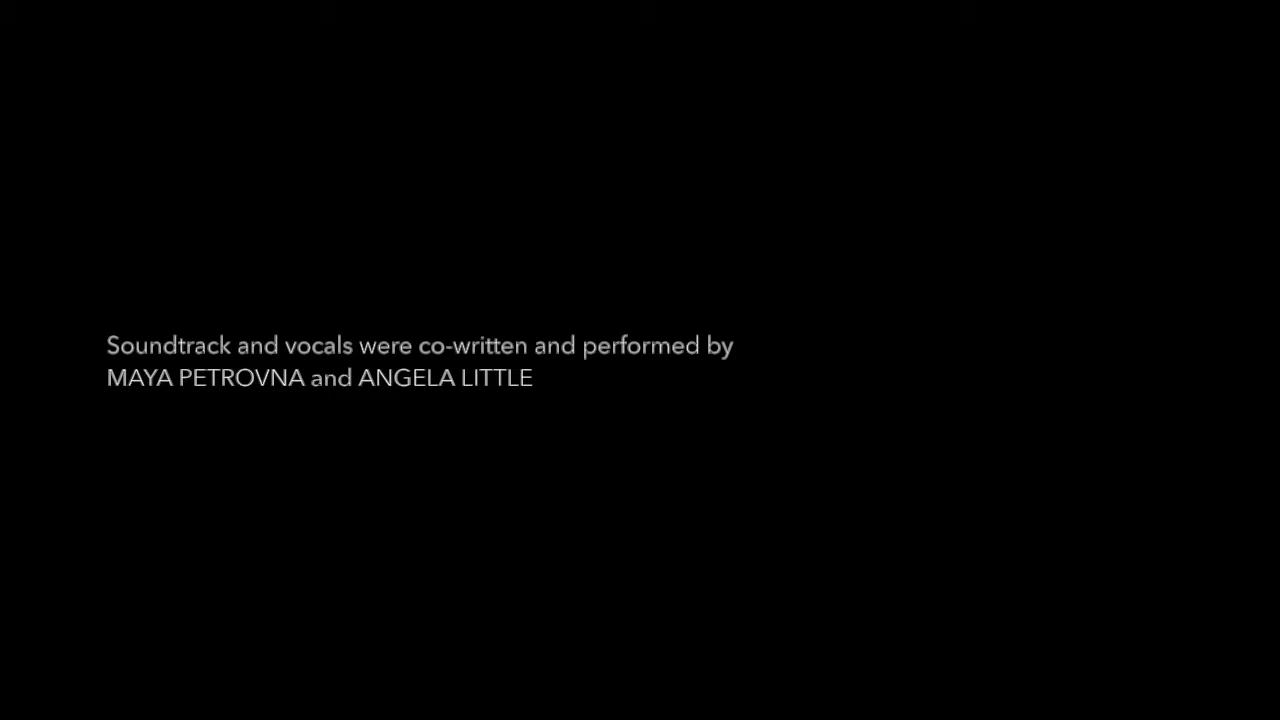 Soundtrack and vocals were co-written and performed by
MAYA PETROVNA and ANGELA LITTLE